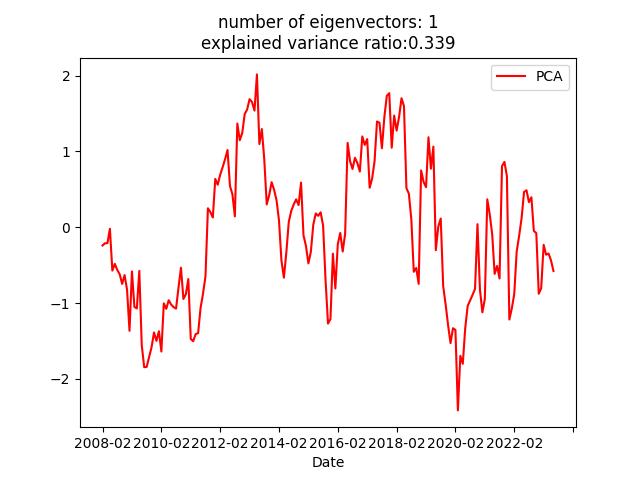 number of eigenvectors: 1
explained variance ratio:0.339
PCA
2
1
0
−1
−2
2008-02 2010-02 2012-02 2014-02 2016-02 2018-02 2020-02 2022-02
Date